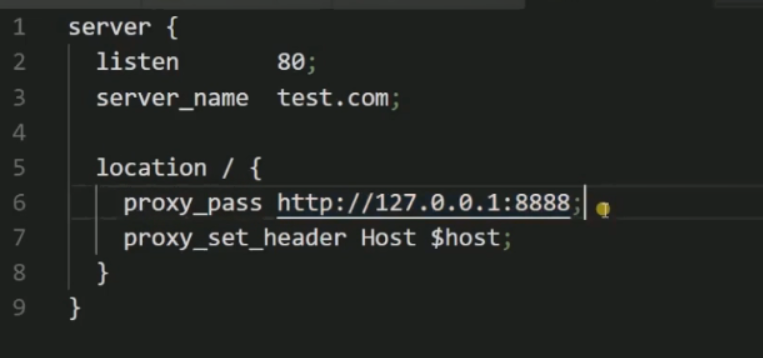 1 server {
2   listen       80;
3   server_name  test.com;
4
5   location / {
6     proxy_pass http://127.0.0.1:8888;
7     proxy_set_header Host $host;
8   }
9 }